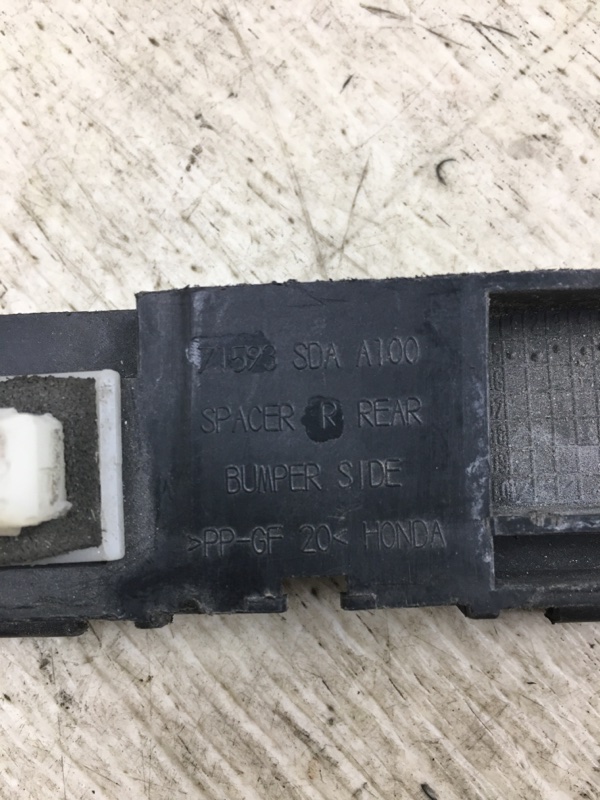 71593 SDA A100
SPACER R REAR
BUMPER SIDE
>PP-GF 20< HONDA